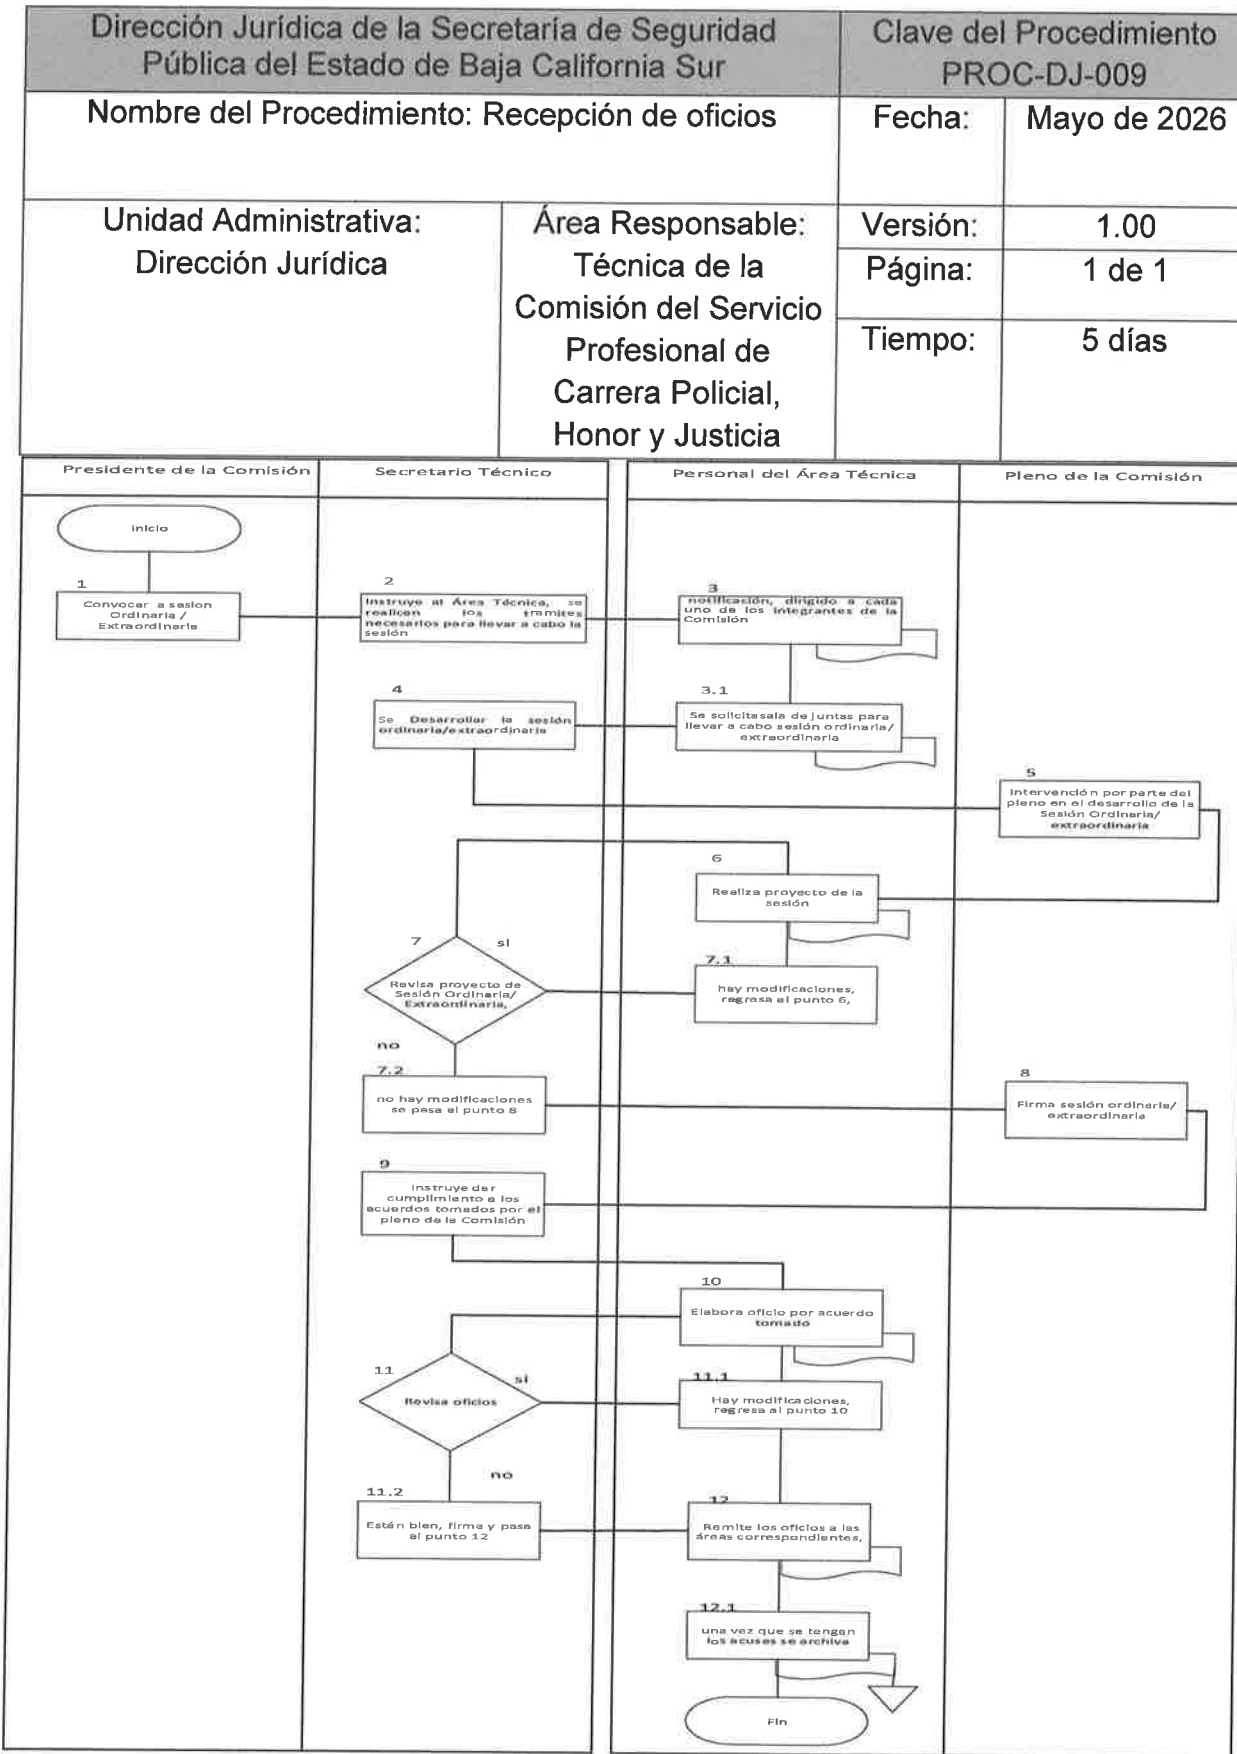 Dirección Jurídica de la Secretaría de Seguridad
Pública del Estado de Baja California Sur
Clave del Procedimiento
PROC-DJ-009
Nombre del Procedimiento: Recepción de oficios
Fecha:
Mayo de 2026
Unidad Administrativa:
Dirección Jurídica
Área Responsable:
Técnica de la
Comisión del Servicio
Profesional de
Carrera Policial,
Honor y Justicia
Versión:
1.00
Página:
1 de 1
Tiempo:
5 días
Presidente de la Comisión
Secretario Técnico
Personal del Área Técnica
Pleno de la Comisión
Inicio
1
Convocar a sesion
Ordinaria /
Extraordinaria
2
Instruye al Área Técnica, se
realicen los tramites
necesarios para llevar a cabo la
sesión
3
notificación, dirigido a cada
uno de los integrantes de la
Comisión
3.1
Se solicitasala de juntas para
llevar a cabo sesión ordinaria/
extraordinaria
4
Se Desarrollar la sesión
ordinaria/extraordinaria
5
Intervención por parte del
pleno en el desarrollo de la
Sesión Ordinaria/
extraordinaria
6
Realiza proyecto de la
sesión
7
si
Revisa proyecto de
Sesión Ordinaria/
Extraordinaria,
7.1
hay modificaciones,
regresa al punto 6,
no
7.2
no hay modificaciones
se pasa al punto 8
8
Firma sesión ordinaria/
extraordinaria
9
Instruye dar
cumplimiento a los
acuerdos tomados por el
pleno de la Comisión
10
Elabora oficio por acuerdo
tomado
11
si
Revisa oficios
11.1
Hay modificaciones,
regresa al punto 10
no
11.2
Están bien, firma y pasa
al punto 12
12
Remite los oficios a las
áreas correspondientes,
12.1
una vez que se tengan
los acuses se archiva
Fin